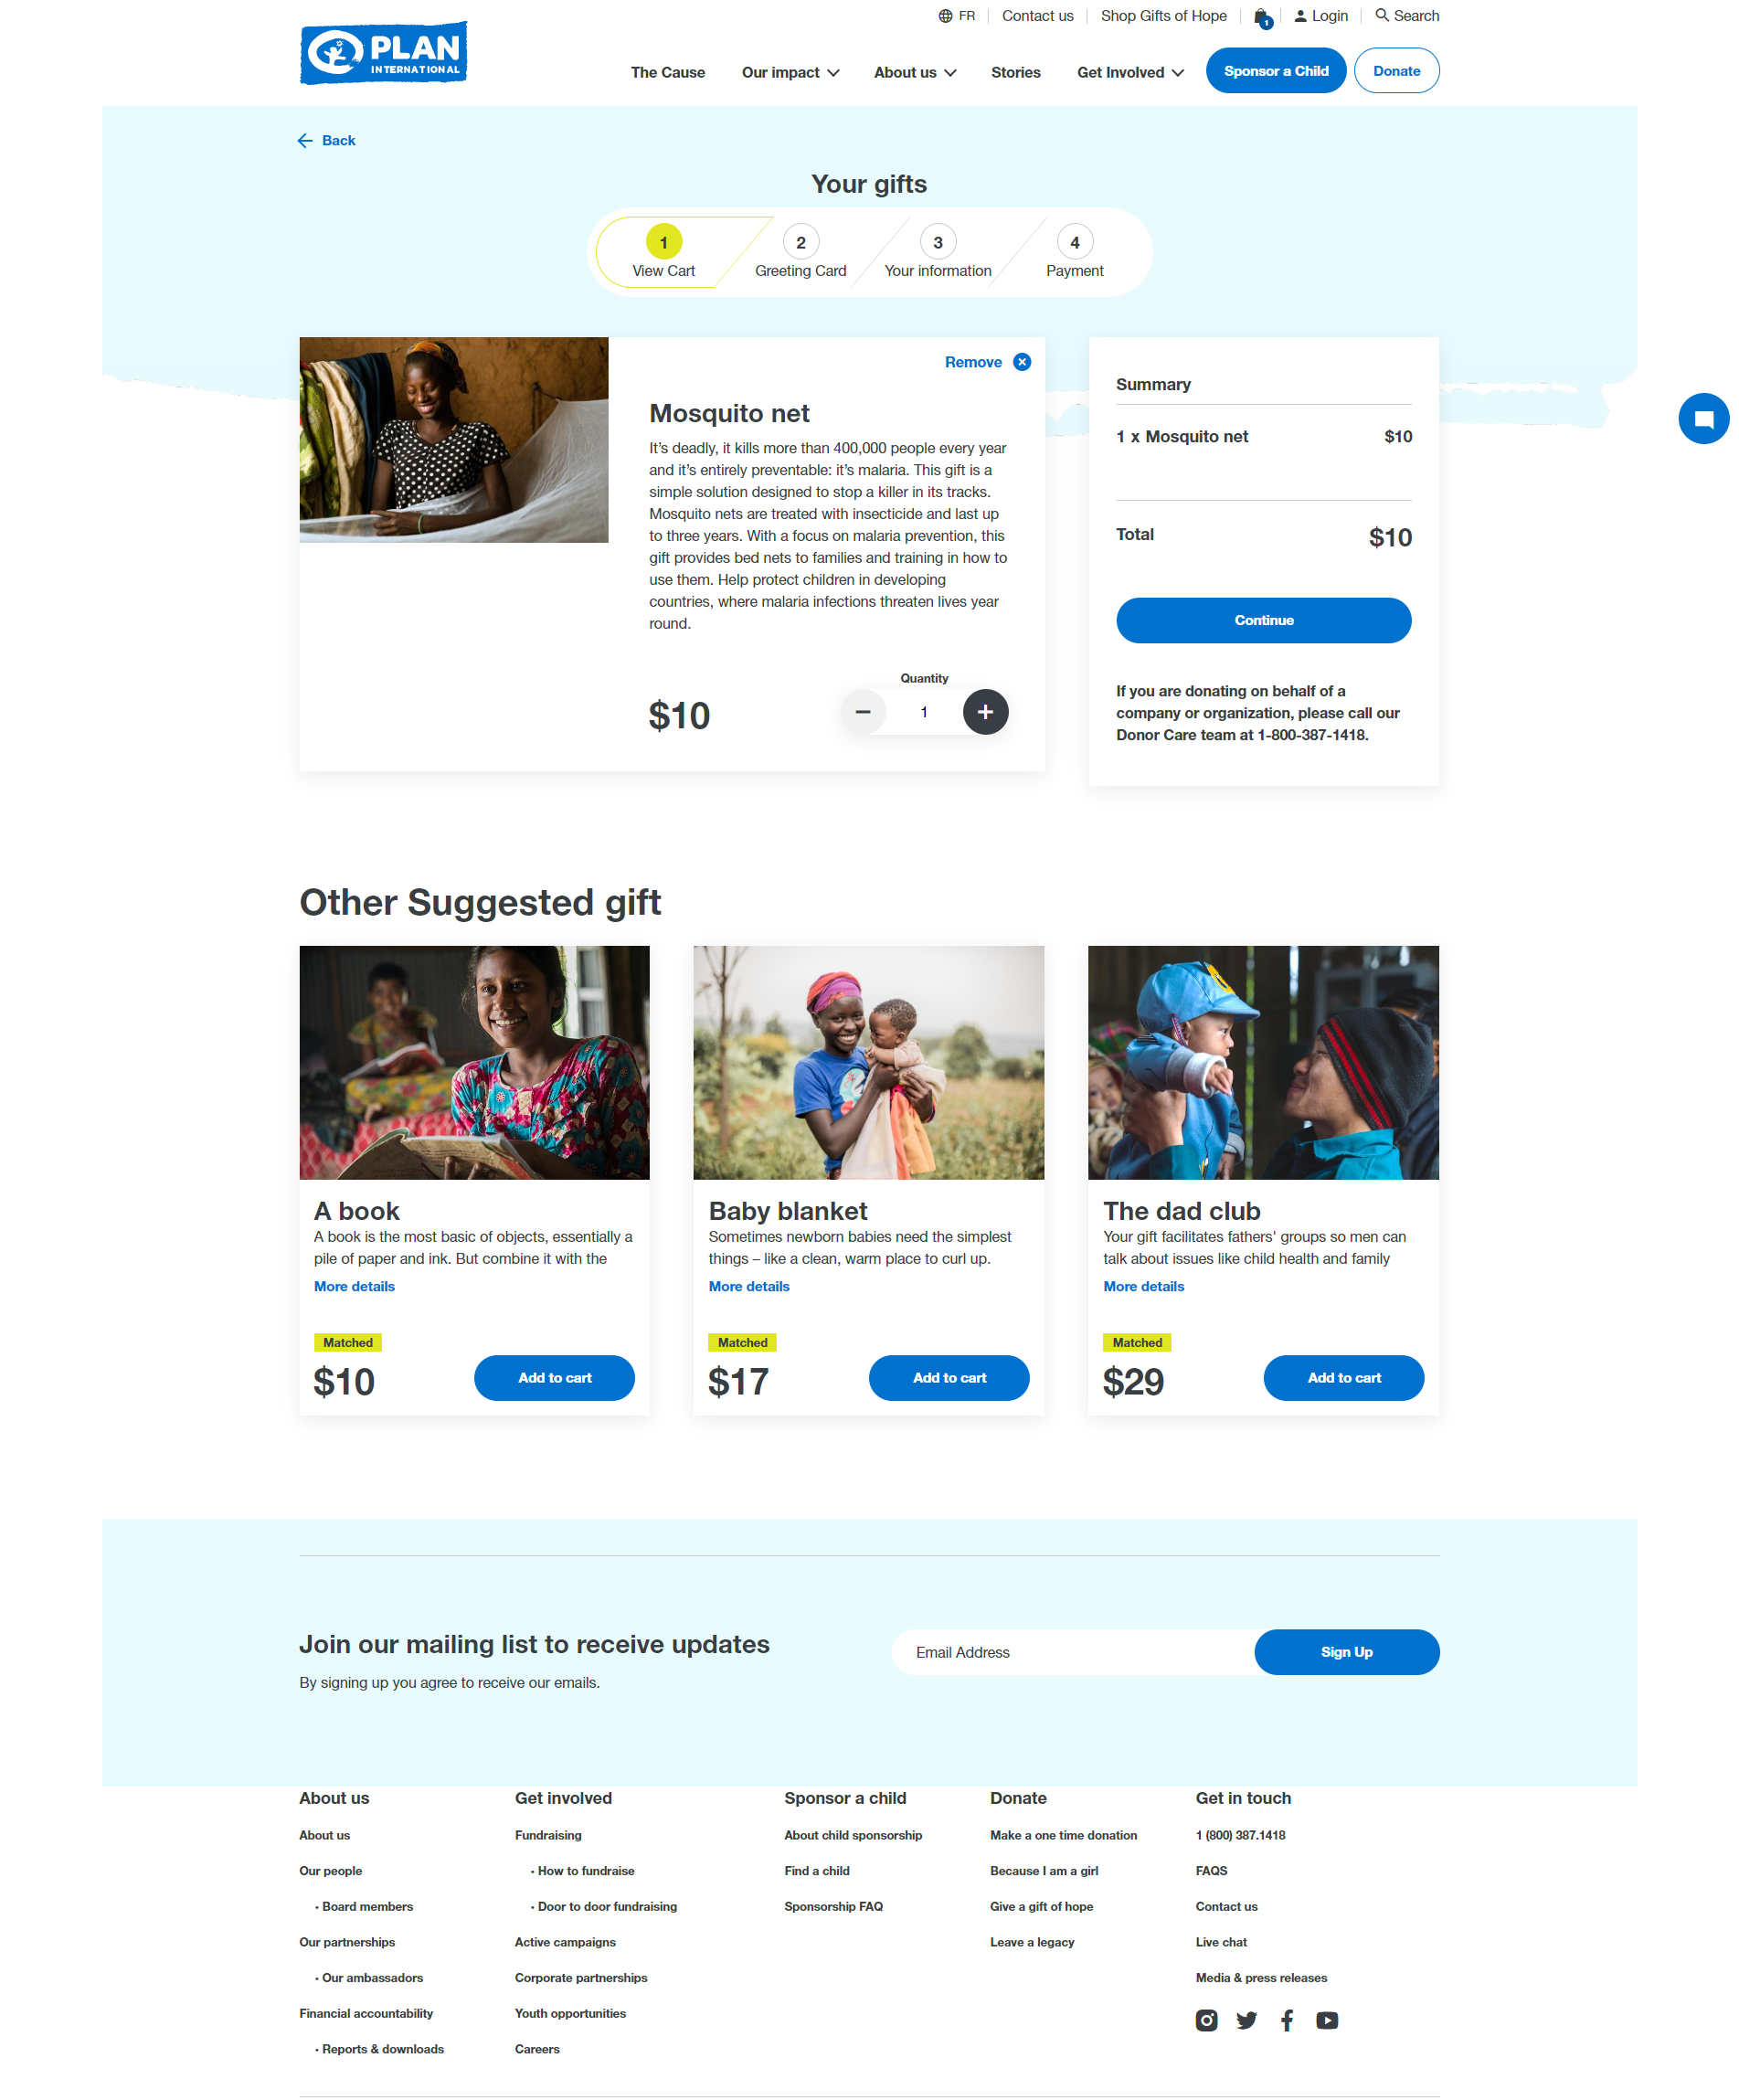 FR
Contact us
Shop Gifts of Hope
1
Login
Search
PLAN
INTERNATIONAL
The Cause
Our impact
About us
Stories
Get Involved
Sponsor a Child
Donate
Back
Your gifts
1
View Cart
2
Greeting Card
3
Your information
4
Payment
Remove
Mosquito net
It’s deadly, it kills more than 400,000 people every year
and it’s entirely preventable: it’s malaria. This gift is a
simple solution designed to stop a killer in its tracks.
Mosquito nets are treated with insecticide and last up
to three years. With a focus on malaria prevention, this
gift provides bed nets to families and training in how to
use them. Help protect children in developing
countries, where malaria infections threaten lives year
round.
$10
Quantity
1
Summary
1 x Mosquito net $10
Total $10
Continue
If you are donating on behalf of a
company or organization, please call our
Donor Care team at 1-800-387-1418.
Other Suggested gift
A book
A book is the most basic of objects, essentially a
pile of paper and ink. But combine it with the
More details
Matched
$10
Add to cart
Baby blanket
Sometimes newborn babies need the simplest
things – like a clean, warm place to curl up.
More details
Matched
$17
Add to cart
The dad club
Your gift facilitates fathers' groups so men can
talk about issues like child health and family
More details
Matched
$29
Add to cart
Join our mailing list to receive updates
By signing up you agree to receive our emails.
Email Address
Sign Up
About us
About us
Our people
• Board members
Our partnerships
• Our ambassadors
Financial accountability
• Reports & downloads
Get involved
Fundraising
• How to fundraise
• Door to door fundraising
Active campaigns
Corporate partnerships
Youth opportunities
Careers
Sponsor a child
About child sponsorship
Find a child
Sponsorship FAQ
Donate
Make a one time donation
Because I am a girl
Give a gift of hope
Leave a legacy
Get in touch
1 (800) 387.1418
FAQS
Contact us
Live chat
Media & press releases